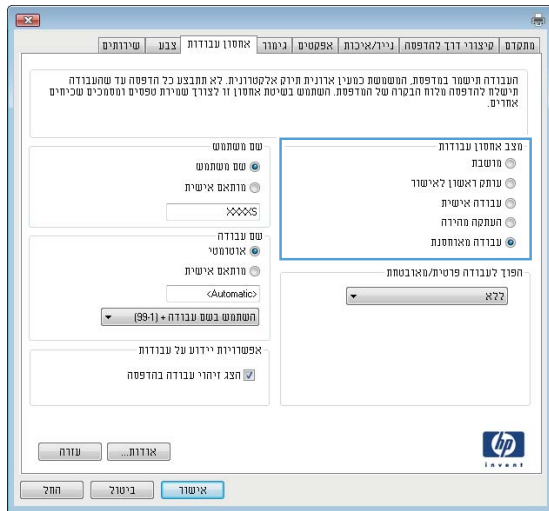 מתקדם
קיצורי דרך להדפסה
נייר/איכות
אפקטים
גימור
אחסון עבודות
צבע
שירותים
העבודה תישמר במדפסת, המשמשת כמעין ארונית תיוק אלקטרונית. לא תתבצע כל הדפסה עד שהעבודה
תישלח להדפסה מלוח הבקרה של המדפסת. השתמש בשיטת אחסון זו לצורך שמירת טפסים ומסמכים שכיחים
אחרים.
מצב אחסון עבודות
מושבת
עותק ראשון לאישור
עבודה אישית
העתקה מהירה
עבודה מאוחסנת
הפוך לעבודה פרטית/מאובטחת
ללא
שם משתמש
שם משתמש
מותאם אישית
XXXXS
שם עבודה
אוטומטי
מותאם אישית
<Automatic>
השתמש בשם עבודה + (99-1)
אפשרויות יידוע על עבודות
הצג זיהוי עבודה בהדפסה
hp
invent
אודות...
עזרה
אישור
ביטול
החל